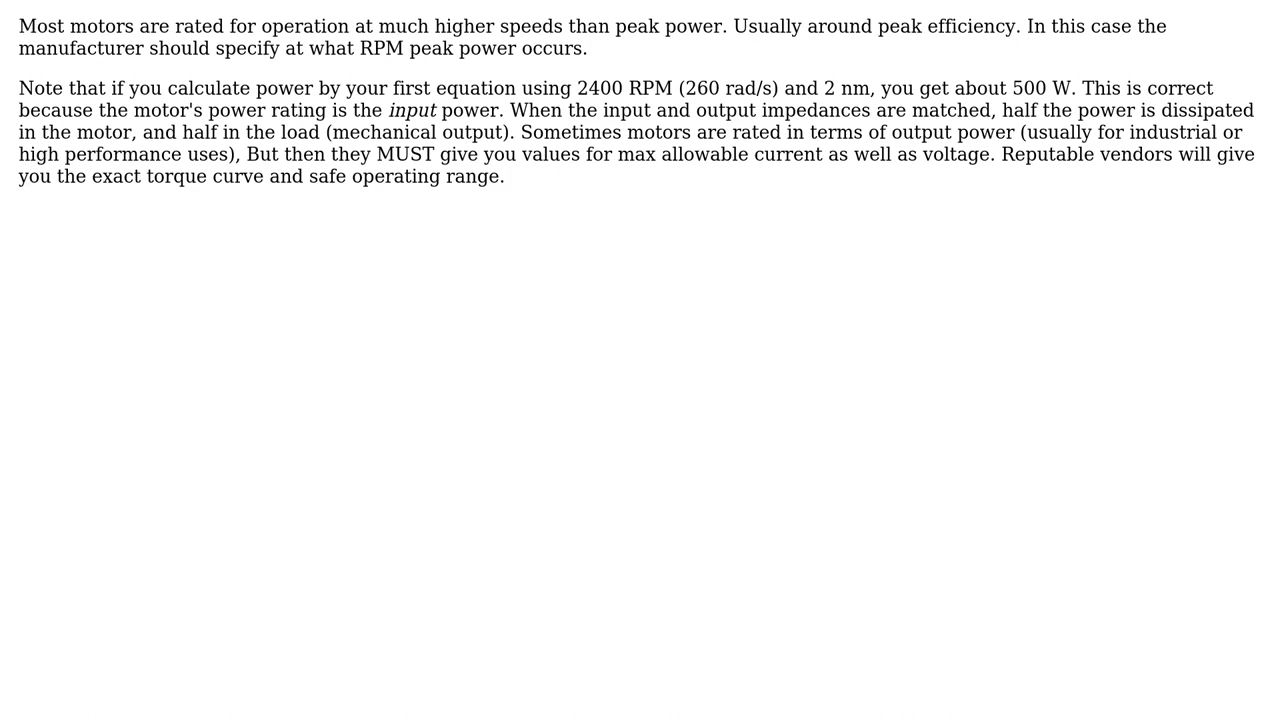 Most motors are rated for operation at much higher speeds than peak power. Usually around peak efficiency. In this case the
manufacturer should specify at what RPM peak power occurs.
Note that if you calculate power by your first equation using 2400 RPM (260 rad/s) and 2 nm, you get about 500 W. This is correct
because the motor's power rating is the input power. When the input and output impedances are matched, half the power is dissipated
in the motor, and half in the load (mechanical output). Sometimes motors are rated in terms of output power (usually for industrial or
high performance uses), But then they MUST give you values for max allowable current as well as voltage. Reputable vendors will give
you the exact torque curve and safe operating range.